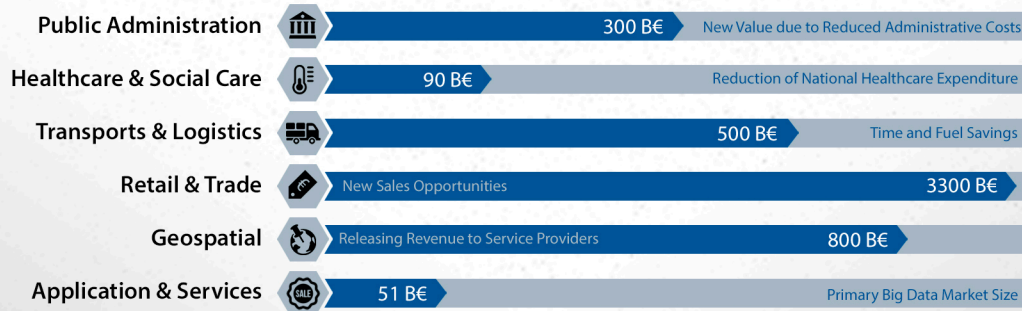 Public Administration 300 B€ New Value due to Reduced Administrative Costs
Healthcare & Social Care 90 B€ Reduction of National Healthcare Expenditure
Transports & Logistics 500 B€ Time and Fuel Savings
Retail & Trade New Sales Opportunities 3300 B€
Geospatial Releasing Revenue to Service Providers 800 B€
Application & Services SALE 51 B€ Primary Big Data Market Size